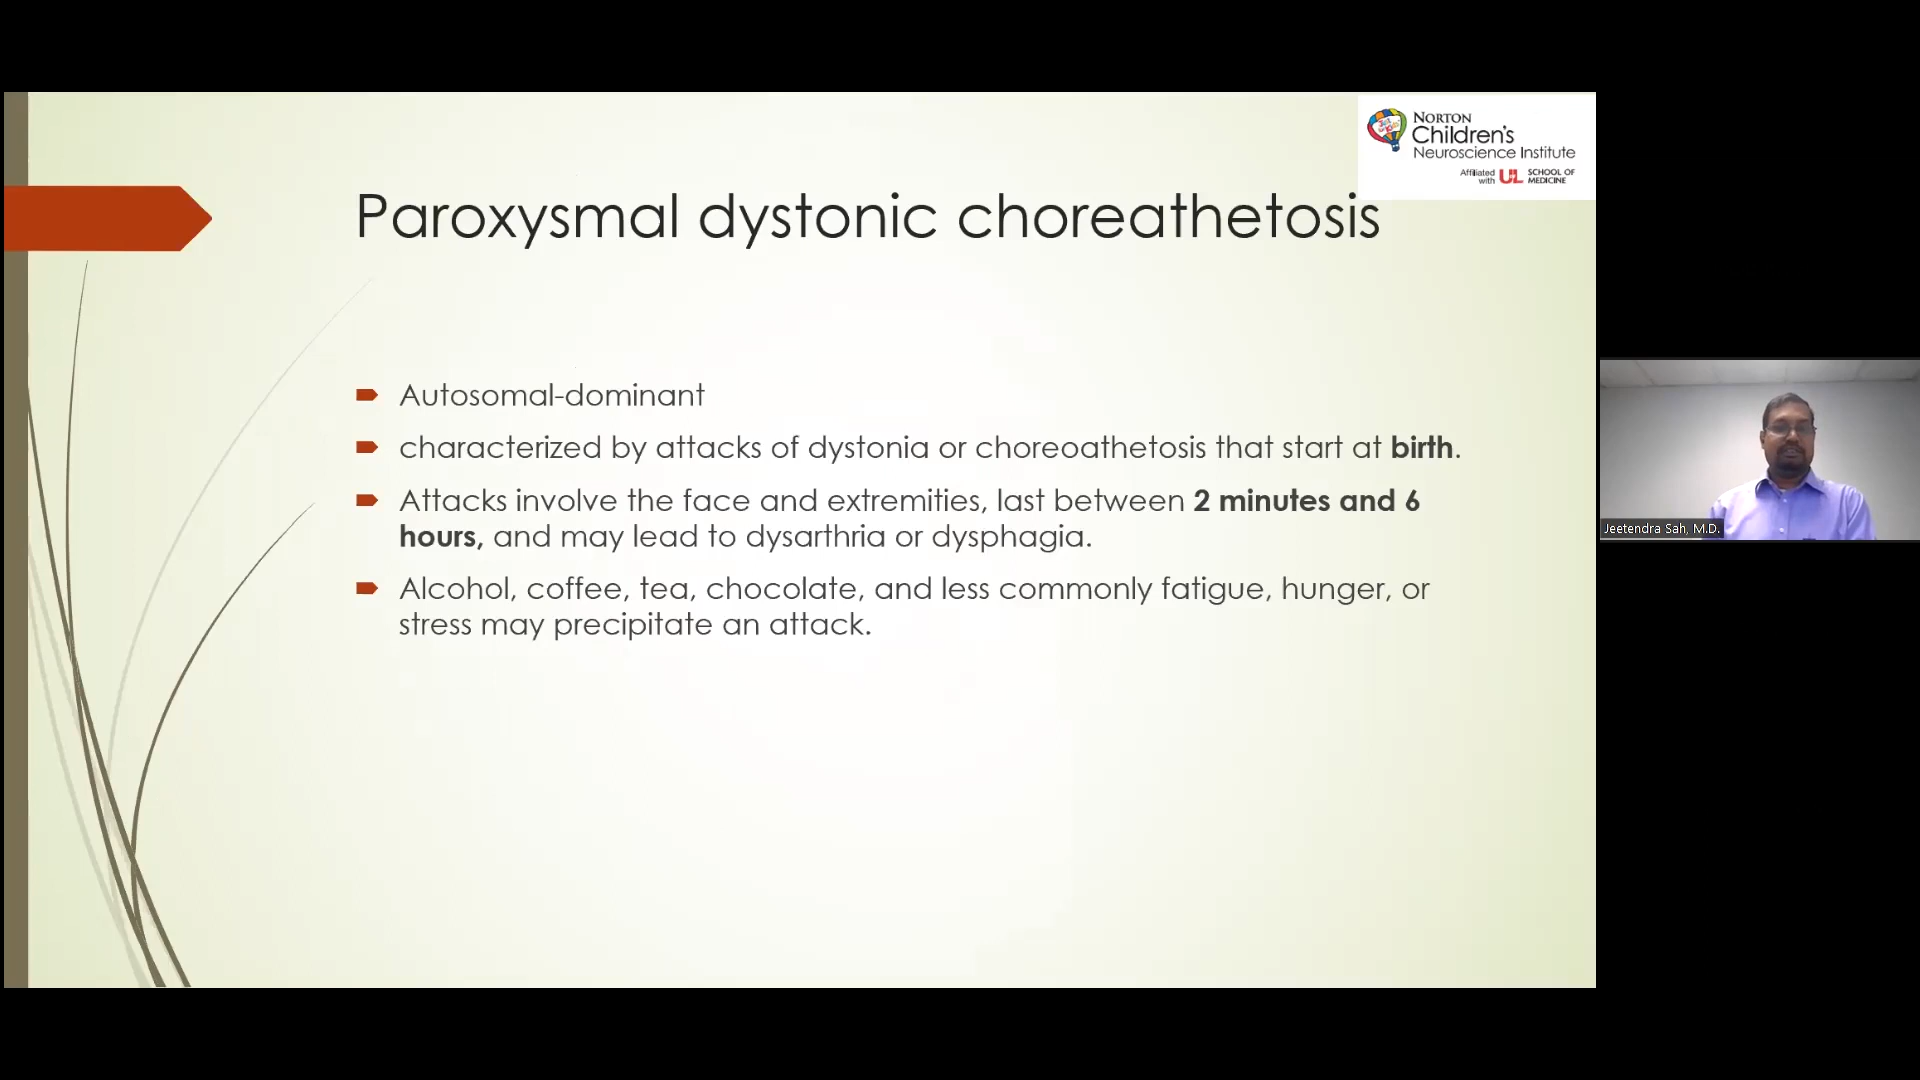 NORTON
Children's
Neuroscience Institute
Affiliated
with
UL
SCHOOL OF
MEDICINE
Paroxysmal dystonic choreathetosis
Autosomal-dominant
characterized by attacks of dystonia or choreoathetosis that start at birth.
Attacks involve the face and extremities, last between 2 minutes and 6
hours, and may lead to dysarthria or dysphagia.
Alcohol, coffee, tea, chocolate, and less commonly fatigue, hunger, or
stress may precipitate an attack.
Jeetendra Sah, M.D.